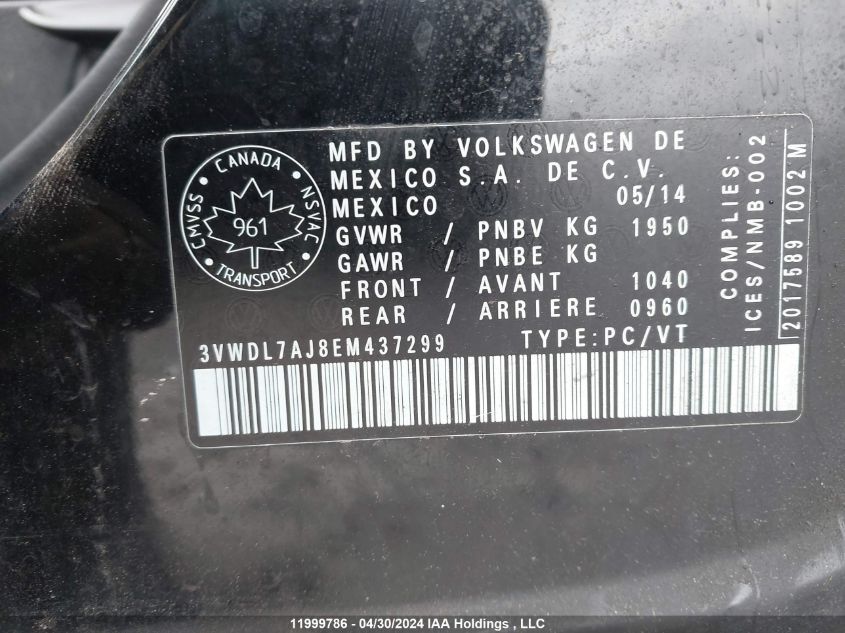 CANADA
CMVSS
NSVAC
961
TRANSPORT
MFD BY VOLKSWAGEN DE
MEXICO S.A. DE C.V.
MEXICO 05/14
GVWR / PNBV KG 1950
GAWR / PNBE KG
FRONT / AVANT 1040
REAR / ARRIERE 0960
3VWDL7AJ8EM437299 TYPE:PC/VT
COMPLIES:
ICES/NMB-002
2017589 1002 M
11999786 - 04/30/2024 IAA Holdings , LLC